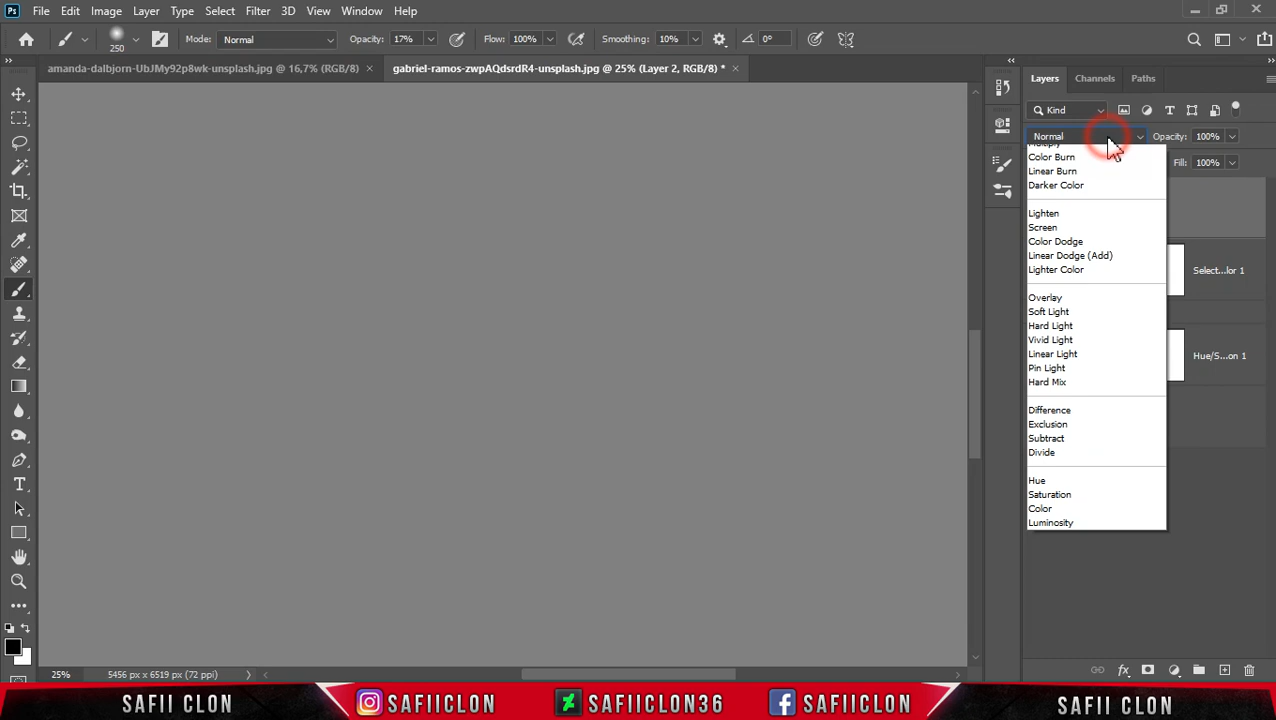 Ps File Edit Image Layer Type Select Filter 3D View Window Help
250 Mode: Normal Opacity: 17% Flow: 100% Smoothing: 10% 0°
amanda-dalbjorn-UbJMy92p8wk-unsplash.jpg @ 16,7% (RGB/8) × gabriel-ramos-zwpAQdsrdR4-unsplash.jpg @ 25% (Layer 2, RGB/8) * ×
Layers Channels Paths
Kind
Normal Opacity: 100%
Multiply
Color Burn
Fill: 100%
Linear Burn
Darker Color
Lighten
Screen
Color Dodge
Linear Dodge (Add)
Lighter Color
Select...lor 1
Overlay
Soft Light
Hard Light
Vivid Light
Linear Light
Hue/S...on 1
Pin Light
Hard Mix
Difference
Exclusion
Subtract
Divide
Hue
Saturation
Color
Luminosity
25% 5456 px x 6519 px (72 ppi)
fx
SAFII CLON SAFIICLON SAFIICLON36 SAFIICLON SAFII CLON